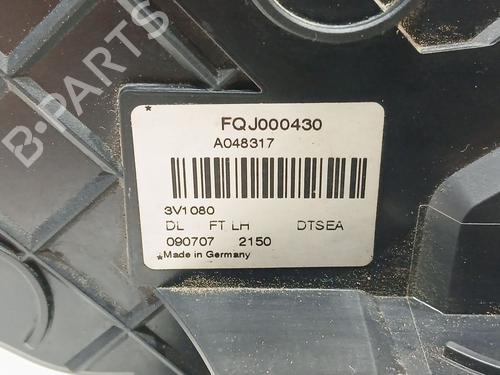 B-PARTS
FQJ000430
A048317
3V1080
DL FT LH DTSEA
090707 2150
*Made in Germany